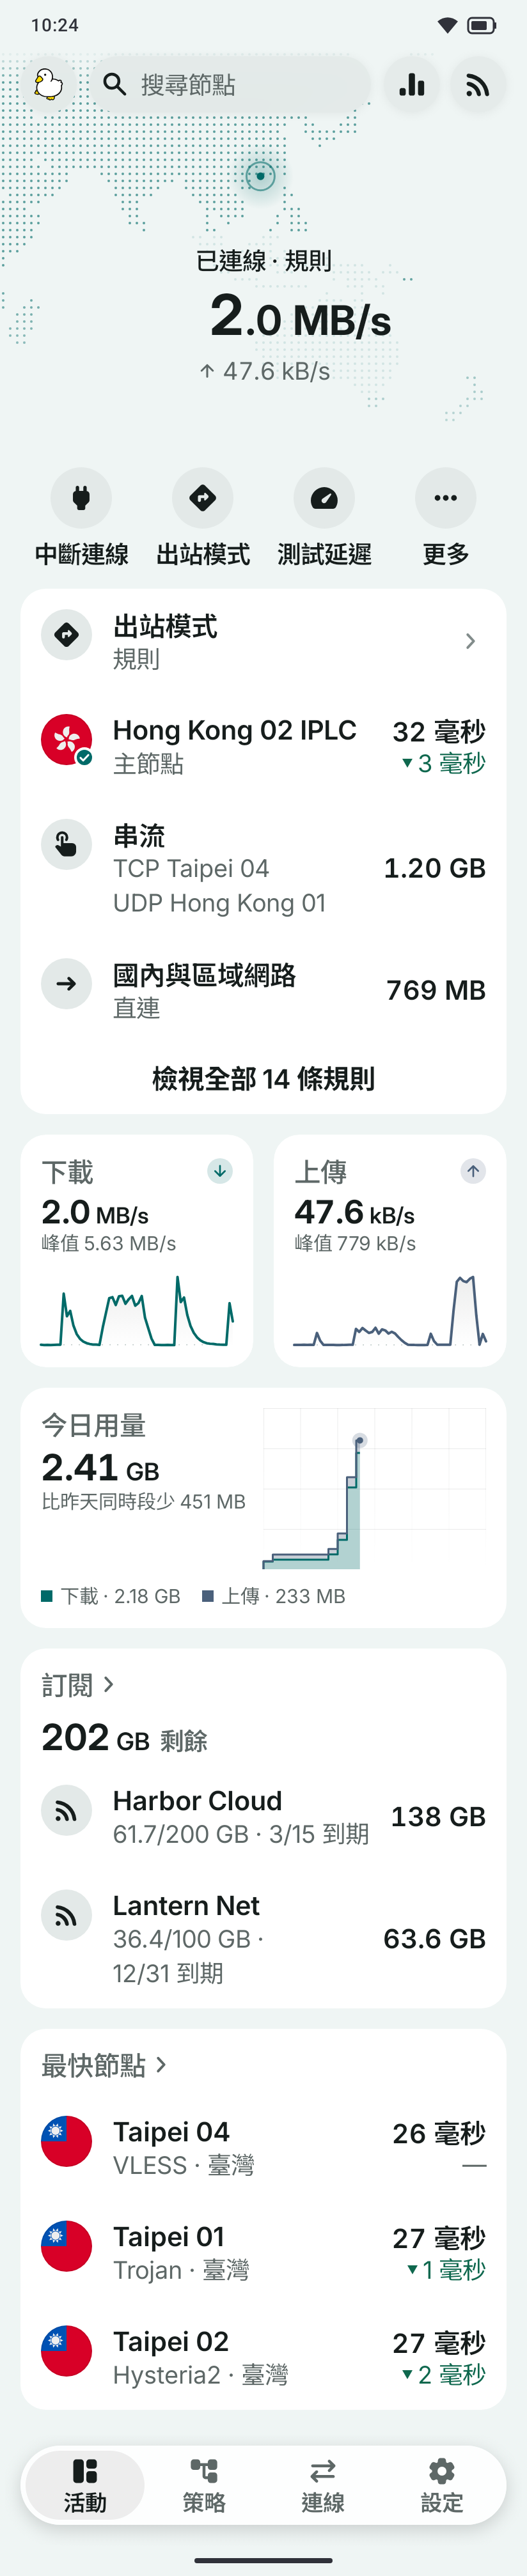 10:24
搜尋節點
已連線 · 規則
2.0 MB/s
↑ 47.6 kB/s
中斷連線
出站模式
測試延遲
更多
出站模式
規則
Hong Kong 02 IPLC
32 毫秒
主節點
▼3 毫秒
串流
TCP Taipei 04
1.20 GB
UDP Hong Kong 01
國內與區域網路
769 MB
直連
檢視全部 14 條規則
下載
2.0 MB/s
峰值 5.63 MB/s
上傳
47.6 kB/s
峰值 779 kB/s
今日用量
2.41 GB
比昨天同時段少 451 MB
下載 · 2.18 GB
上傳 · 233 MB
訂閱
202 GB 剩餘
Harbor Cloud
138 GB
61.7/200 GB · 3/15 到期
Lantern Net
36.4/100 GB ·
63.6 GB
12/31 到期
最快節點
Taipei 04
26 毫秒
VLESS · 臺灣
—
Taipei 01
27 毫秒
Trojan · 臺灣
▼1 毫秒
Taipei 02
27 毫秒
Hysteria2 · 臺灣
▼2 毫秒
活動
策略
連線
設定